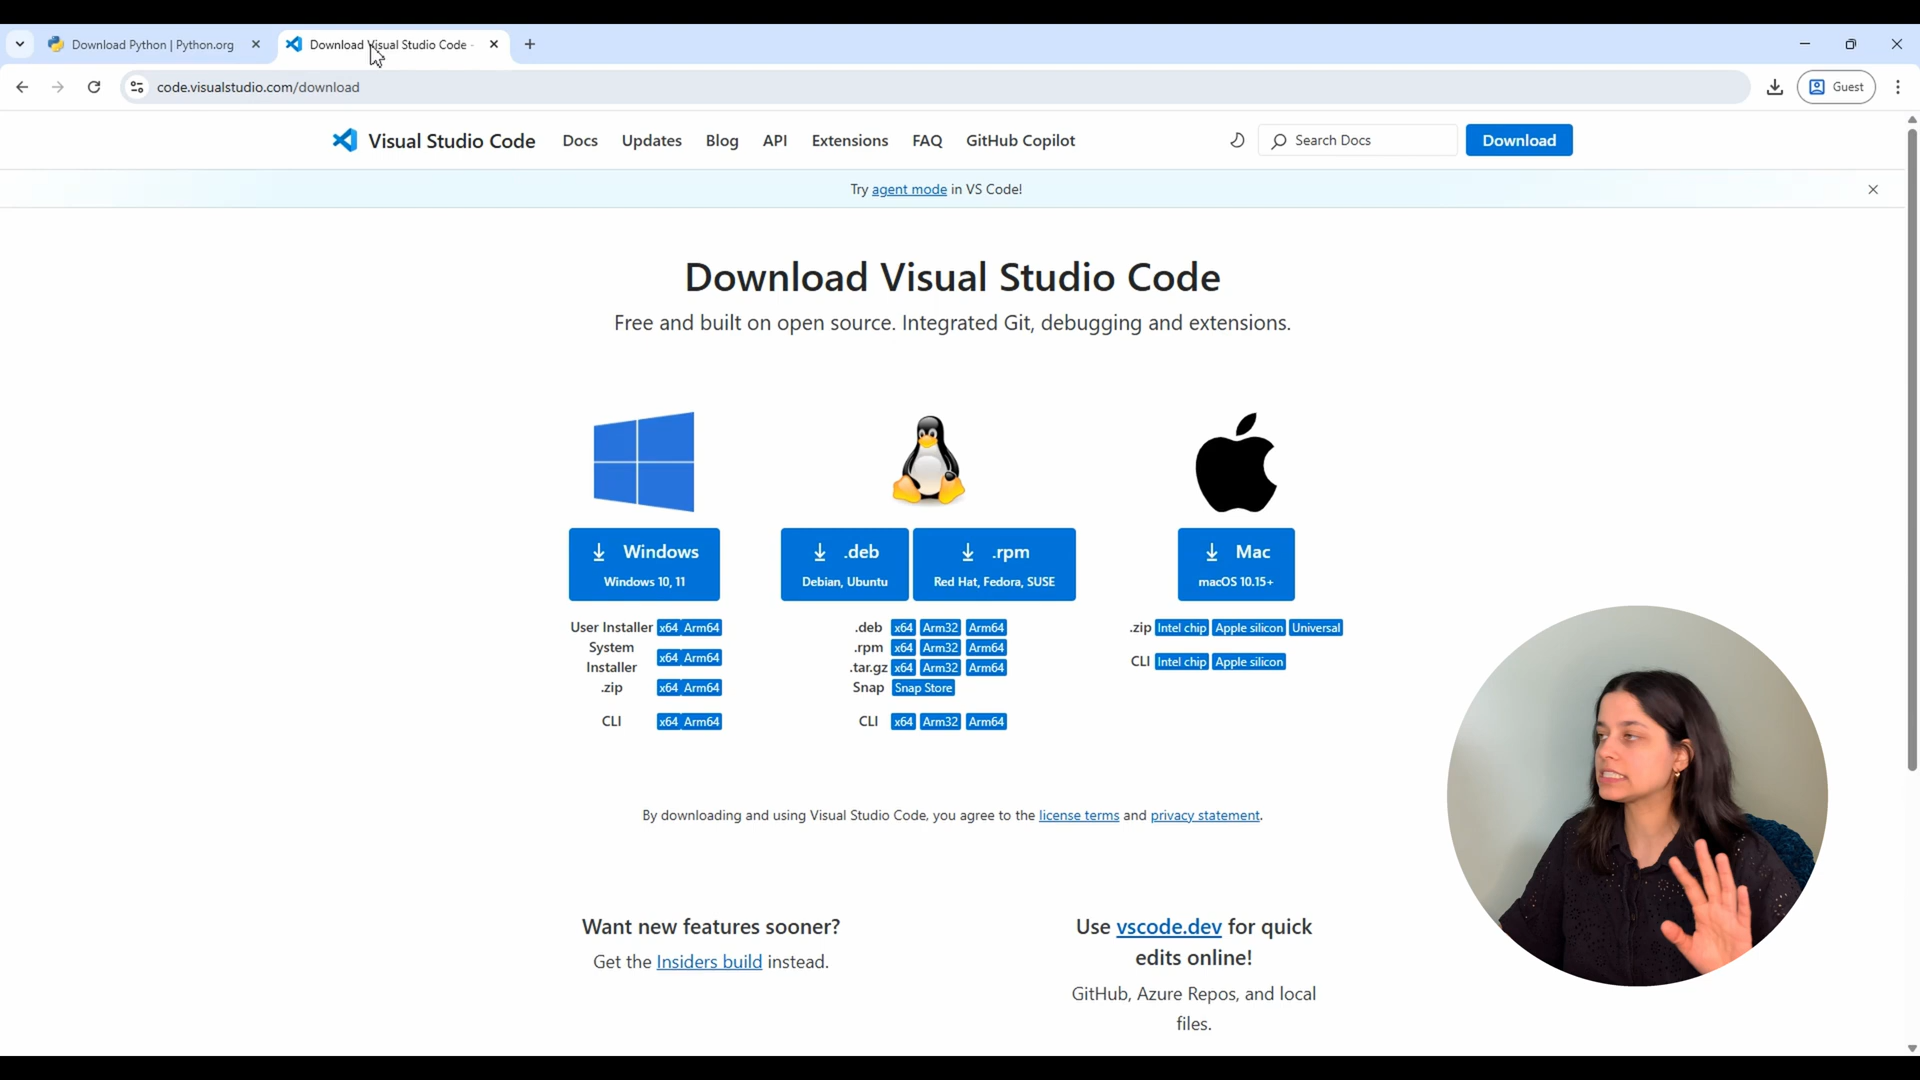 Download Python | Python.org
Download Visual Studio Code
code.visualstudio.com/download
Guest
Visual Studio Code Docs Updates Blog API Extensions FAQ GitHub Copilot Search Docs Download
Try agent mode in VS Code!
Download Visual Studio Code
Free and built on open source. Integrated Git, debugging and extensions.
Windows
Windows 10, 11
User Installer x64 Arm64
System
Installer x64 Arm64
.zip x64 Arm64
CLI x64 Arm64
.deb
Debian, Ubuntu
.rpm
Red Hat, Fedora, SUSE
.deb x64 Arm32 Arm64
.rpm x64 Arm32 Arm64
.tar.gz x64 Arm32 Arm64
Snap Snap Store
CLI x64 Arm32 Arm64
Mac
macOS 10.15+
.zip Intel chip Apple silicon Universal
CLI Intel chip Apple silicon
By downloading and using Visual Studio Code, you agree to the license terms and privacy statement.
Want new features sooner?
Get the Insiders build instead.
Use vscode.dev for quick
edits online!
GitHub, Azure Repos, and local
files.